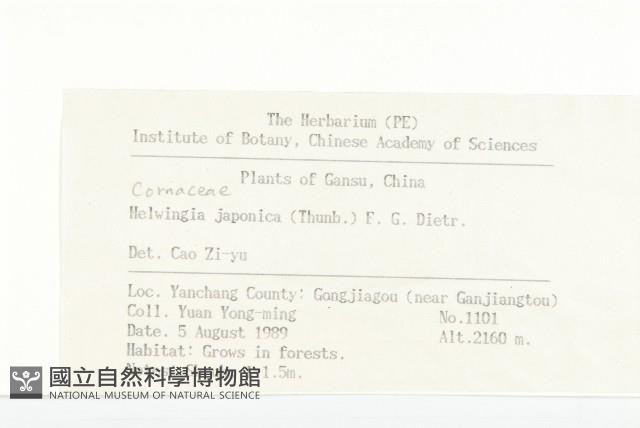 The Herbarium (PE)
Institute of Botany, Chinese Academy of Sciences
Plants of Gansu, China
Cornaceae
Helwingia japonica (Thunb.) F. G. Dietr.
Det. Cao Zi-yu
Loc. Yanchang County: Gongjiagou (near Ganjiangtou)
Coll. Yuan Yong-ming No.1101
Date. 5 August 1989 Alt.2160 m.
Habitat: Grows in forests.
1.5m.
國立自然科學博物館
NATIONAL MUSEUM OF NATURAL SCIENCE